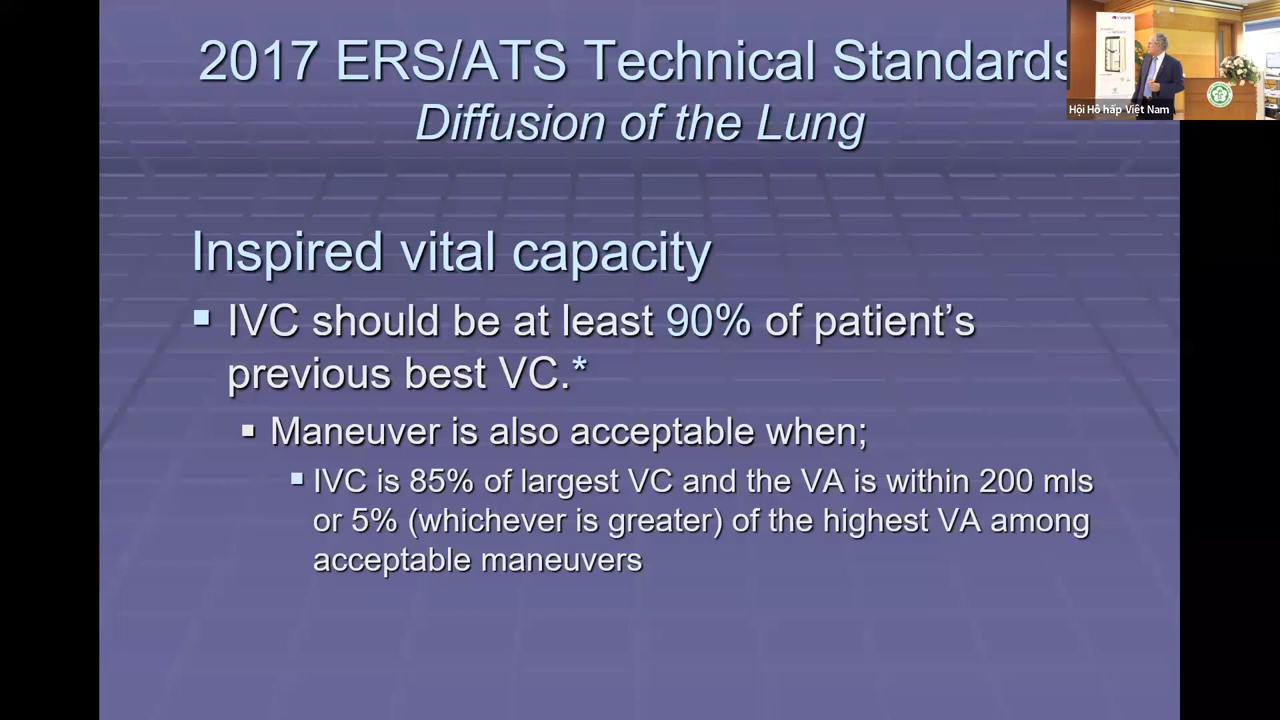 2017 ERS/ATS Technical Standards
Diffusion of the Lung
Hội Hô hấp Việt Nam
Inspired vital capacity
IVC should be at least 90% of patient's
previous best VC.*
Maneuver is also acceptable when;
IVC is 85% of largest VC and the VA is within 200 mls
or 5% (whichever is greater) of the highest VA among
acceptable maneuvers